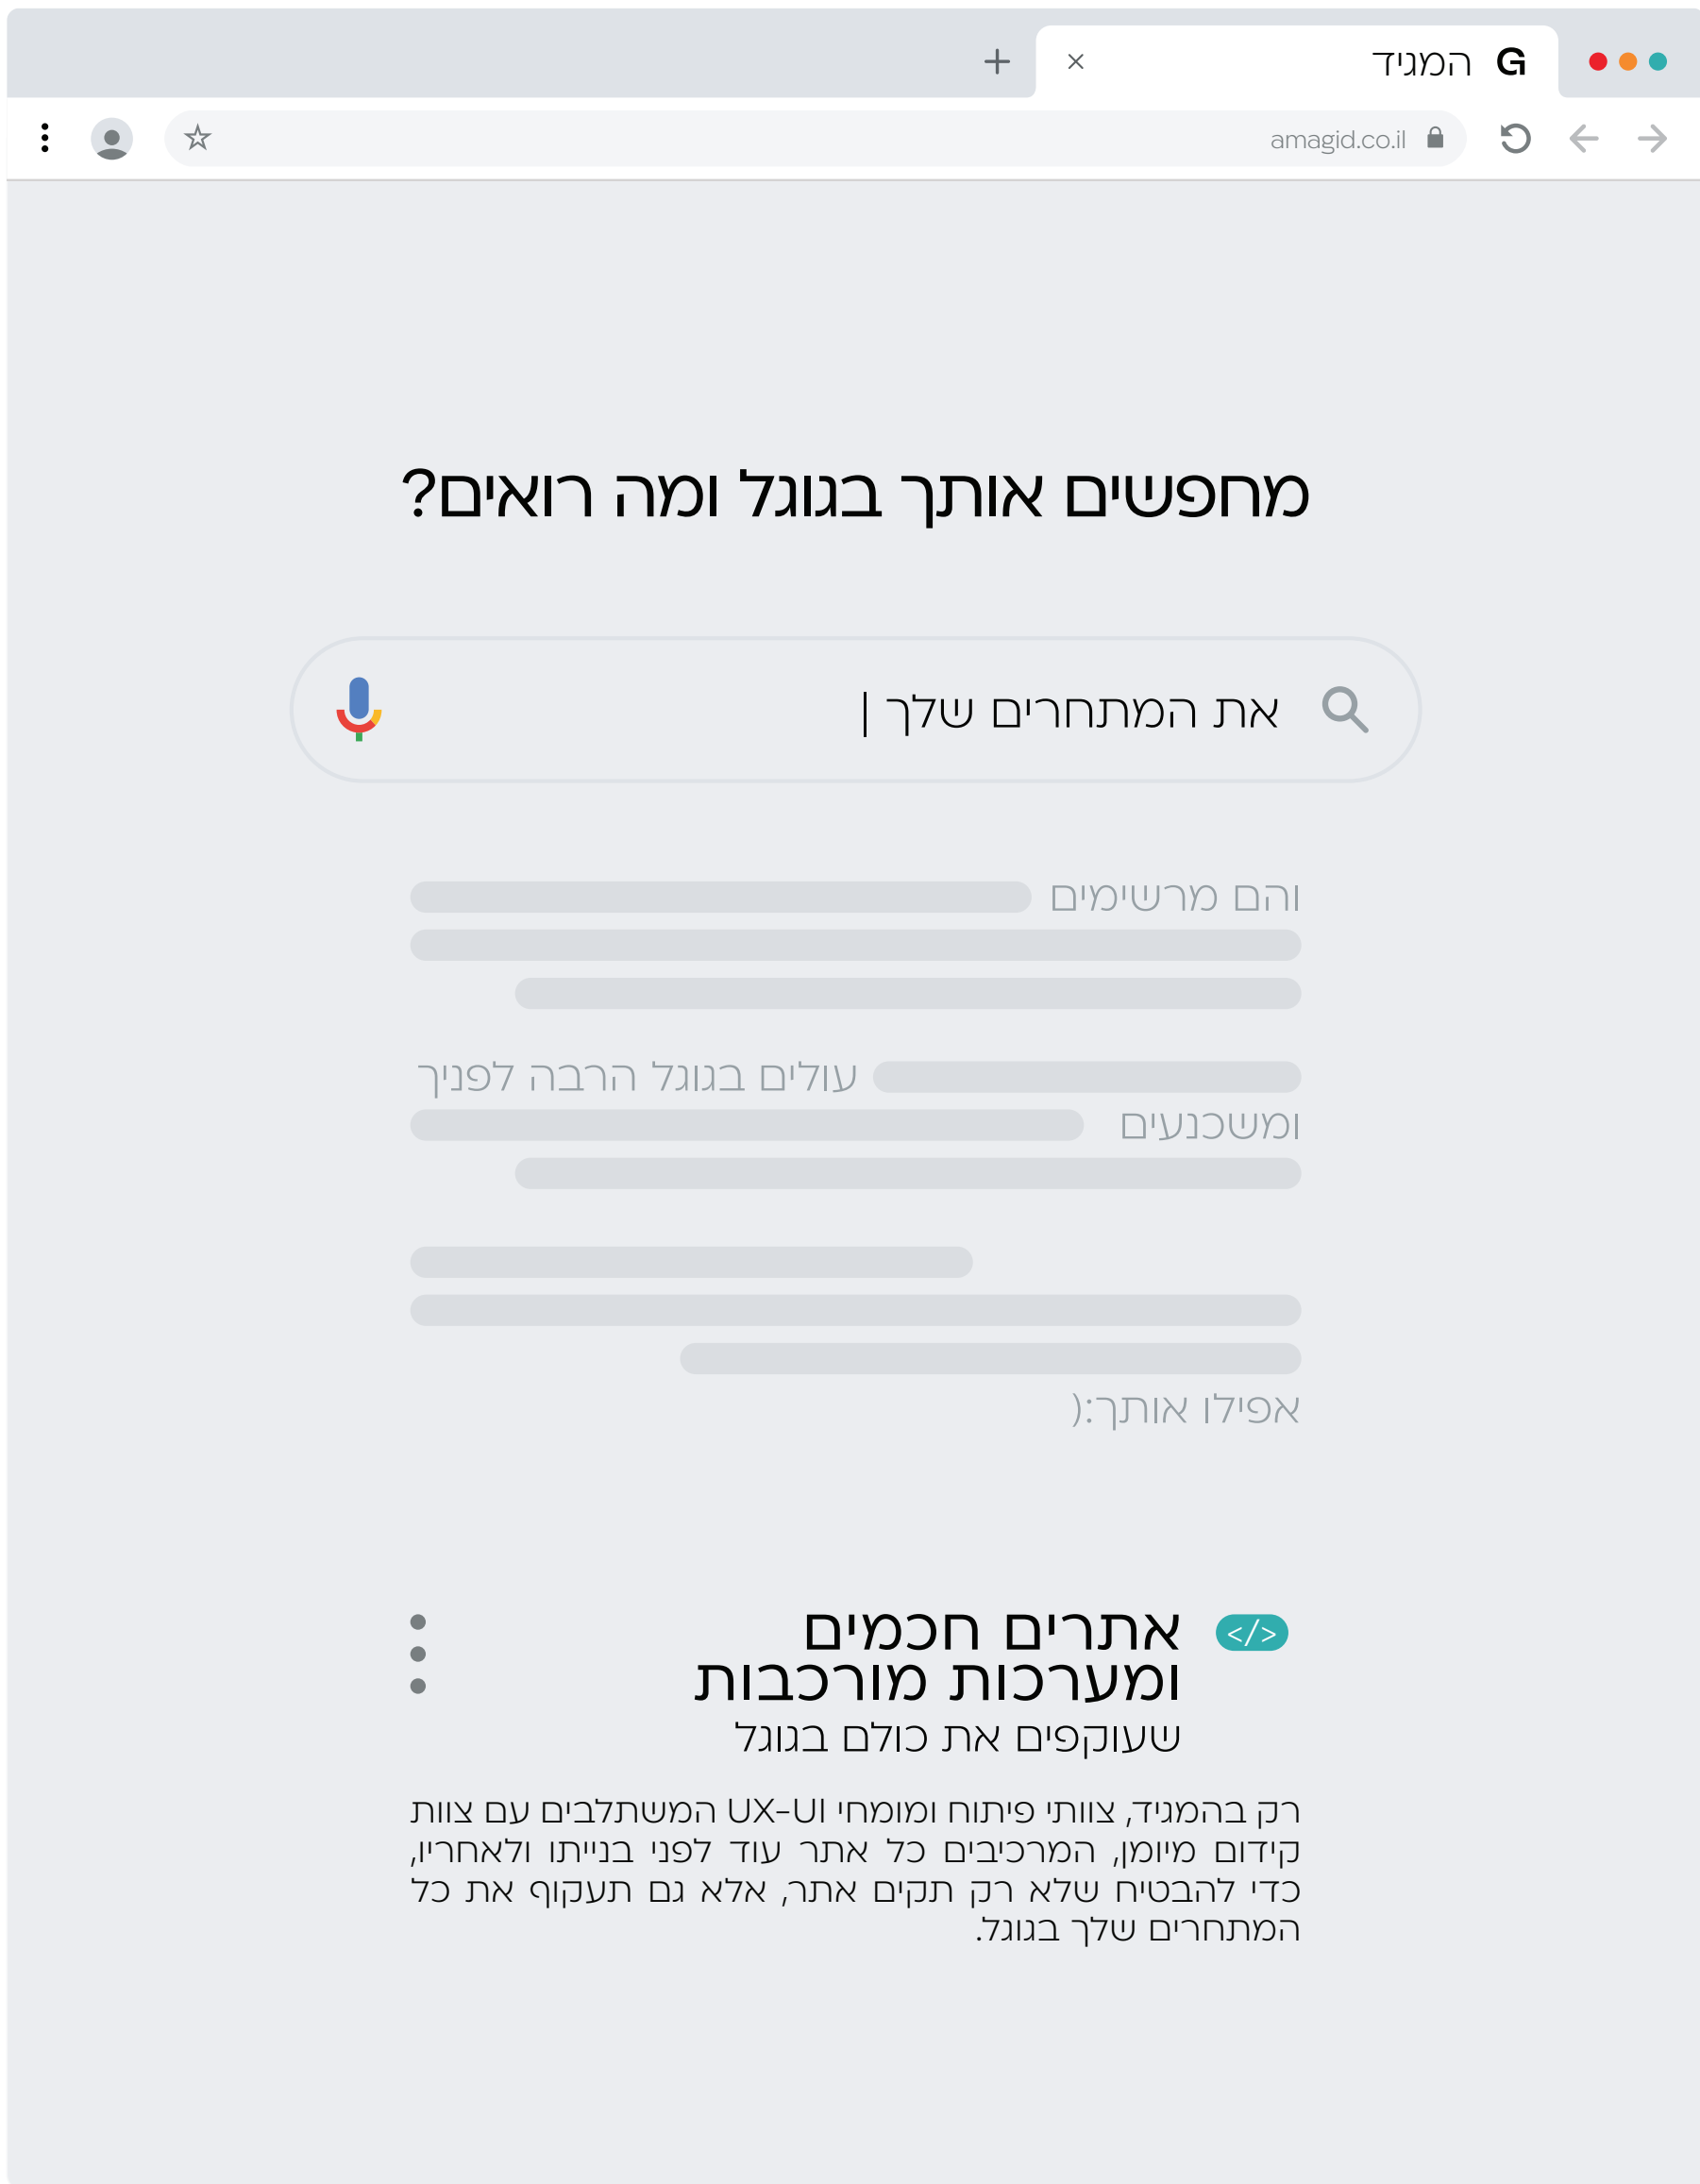 G המגיד
amagid.co.il
מחפשים אותך בגוגל ומה רואים?
את המתחרים שלך |
והם מרשימים
עולים בגוגל הרבה לפניך
ומשכנעים
אפילו אותך:(
</> אתרים חכמים
ומערכות מורכבות
שעוקפים את כולם בגוגל
רק בהמגיד, צוותי פיתוח ומומחי UX-UI המשתלבים עם צוות
קידום מיומן, המרכיבים כל אתר עוד לפני בנייתו ולאחריו,
כדי להבטיח שלא רק תקים אתר, אלא גם תעקוף את כל
המתחרים שלך בגוגל.